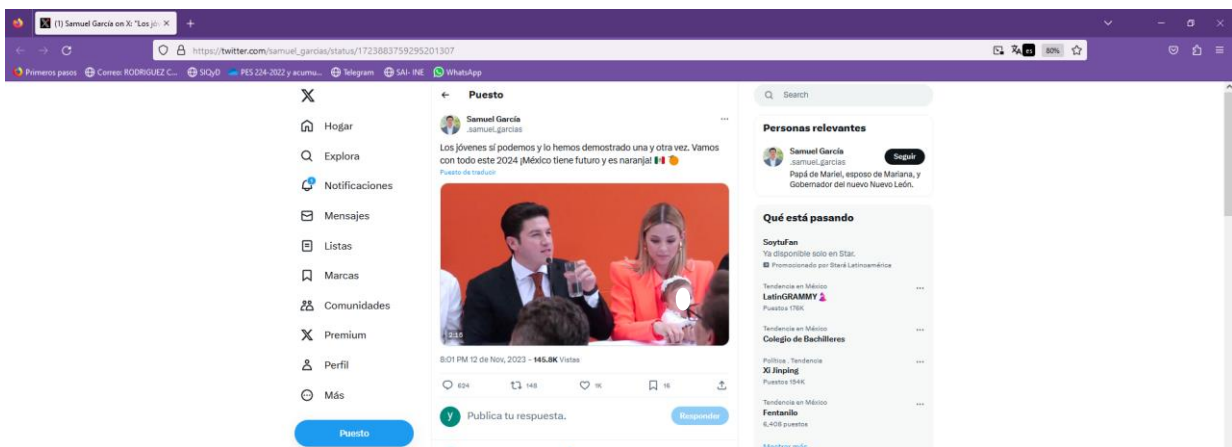 (1) Samuel García on X: "Los jóv
https://twitter.com/samuel_garcias/status/1723883759295201307
80%
Primeros pasos
Correo: RODRIGUEZ C...
SIQyD
PES 224-2022 y acumu...
Telegram
SAI- INE
WhatsApp
Hogar
Explora
Notificaciones
Mensajes
Listas
Marcas
Comunidades
Premium
Perfil
Más
Puesto
Puesto
Samuel García
.samuel_garcias
Los jóvenes sí podemos y lo hemos demostrado una y otra vez. Vamos
con todo este 2024 ¡México tiene futuro y es naranja! 🇲🇽 🍊
Puesto de traducir
2:15
8:01 PM 12 de Nov, 2023 - 145.8K Vistas
624
148
1K
16
y
Publica tu respuesta.
Responder
Search
Personas relevantes
Samuel García
.samuel_garcias
Seguir
Papá de Mariel, esposo de Mariana, y
Gobernador del nuevo Nuevo León.
Qué está pasando
SoytuFan
Ya disponible solo en Star.
Promocionado por Star+ Latinoamérica
Tendencia en México
LatinGRAMMY
Puestos 176K
Tendencia en México
Colegio de Bachilleres
Política . Tendencia
Xi Jinping
Puestos 154K
Tendencia en México
Fentanilo
6,406 puestos
Mostrar más